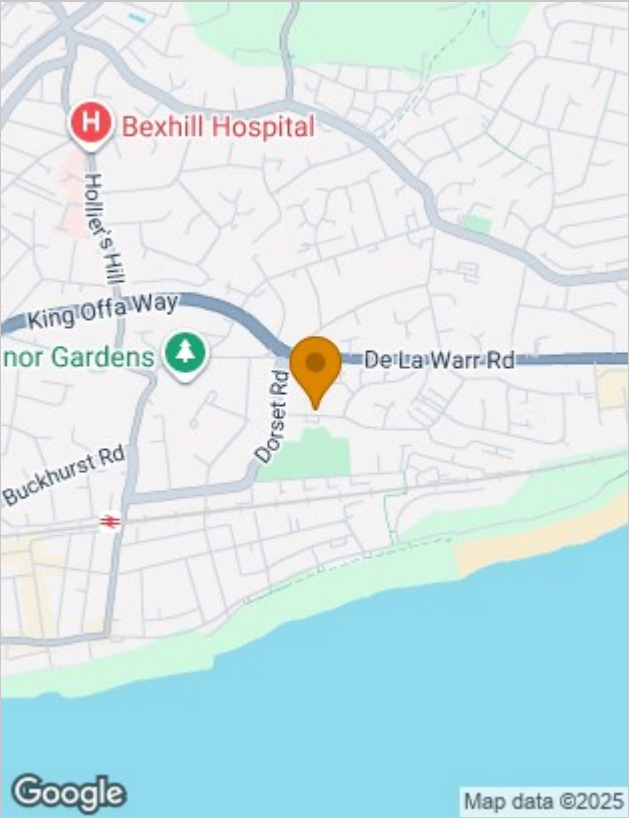 H
Bexhill Hospital
Hollier's Hill
King Offa Way
nor Gardens
De La Warr Rd
Dorset Rd
Buckhurst Rd
Google
Map data ©2025